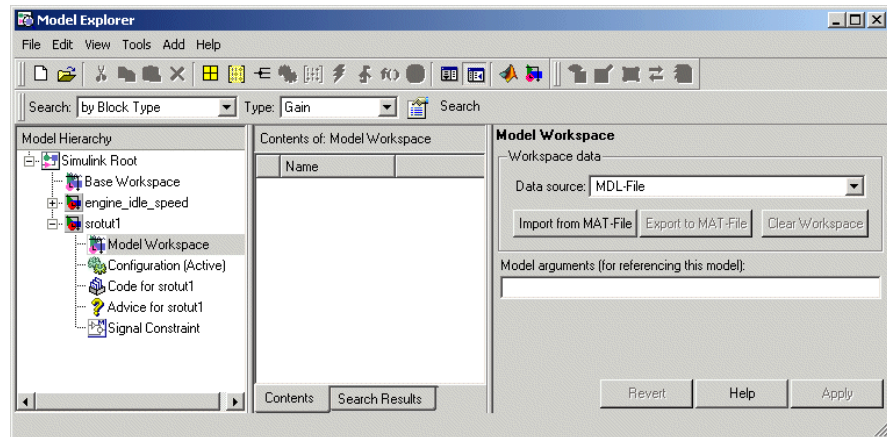 Model Explorer
File Edit View Tools Add Help
Search: by Block Type Type: Gain Search
Model Hierarchy
Simulink Root
Base Workspace
engine_idle_speed
srotut1
Model Workspace
Configuration (Active)
Code for srotut1
Advice for srotut1
Signal Constraint
Contents of: Model Workspace
Name
Contents Search Results
Model Workspace
Workspace data
Data source: MDL-File
Import from MAT-File Export to MAT-File Clear Workspace
Model arguments (for referencing this model):
Revert Help Apply